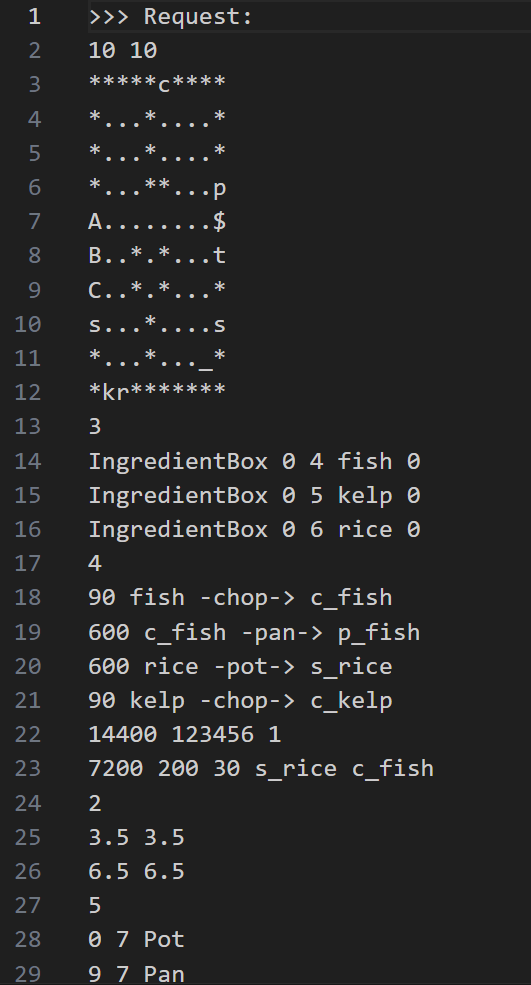 1 >>> Request:
2 10 10
3 *****c****
4 *...*....*
5 *...*....*
6 *...**...p
7 A........$
8 B..*.*...t
9 C..*.*...*
10 s...*....s
11 *...*..._*
12 *kr*******
13 3
14 IngredientBox 0 4 fish 0
15 IngredientBox 0 5 kelp 0
16 IngredientBox 0 6 rice 0
17 4
18 90 fish -chop-> c_fish
19 600 c_fish -pan-> p_fish
20 600 rice -pot-> s_rice
21 90 kelp -chop-> c_kelp
22 14400 123456 1
23 7200 200 30 s_rice c_fish
24 2
25 3.5 3.5
26 6.5 6.5
27 5
28 0 7 Pot
29 9 7 Pan